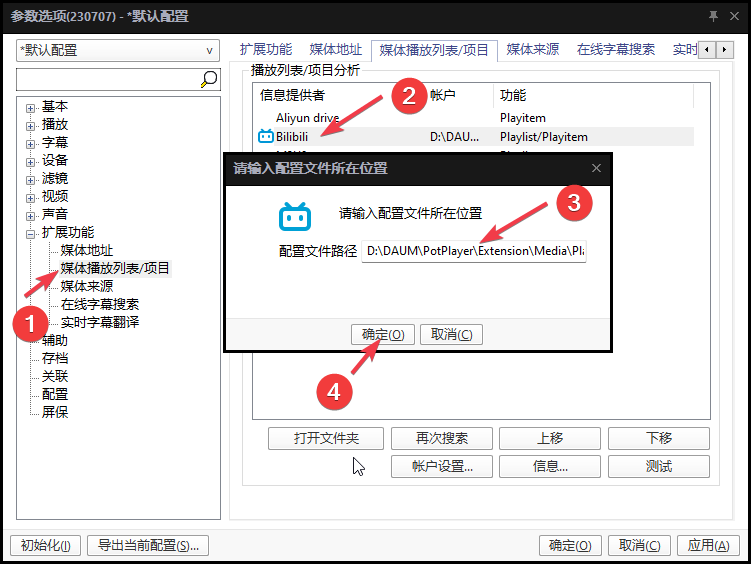 参数选项(230707) - *默认配置
*默认配置
扩展功能 媒体地址 媒体播放列表/项目 媒体来源 在线字幕搜索 实时
播放列表/项目分析
信息提供者 帐户 功能
Aliyun drive Playitem
Bilibili D:\DAU... Playlist/Playitem
基本
播放
字幕
设备
滤镜
视频
声音
扩展功能
媒体地址
媒体播放列表/项目
媒体来源
在线字幕搜索
实时字幕翻译
辅助
存档
关联
配置
屏保
1
2
请输入配置文件所在位置
请输入配置文件所在位置
3
配置文件路径 D:\DAUM\PotPlayer\Extension\Media\Pl
确定(O) 取消(C)
4
打开文件夹 再次搜索 上移 下移
帐户设置... 信息... 测试
初始化(I) 导出当前配置(S)... 确定(O) 取消(C) 应用(A)